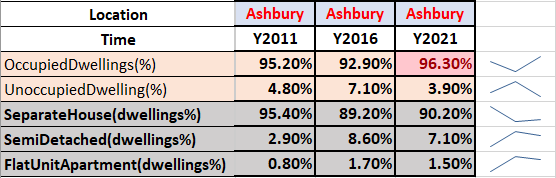 Location Ashbury Ashbury Ashbury
Time Y2011 Y2016 Y2021
OccupiedDwellings(%) 95.20% 92.90% 96.30%
UnoccupiedDwelling(%) 4.80% 7.10% 3.90%
SeparateHouse(dwellings%) 95.40% 89.20% 90.20%
SemiDetached(dwellings%) 2.90% 8.60% 7.10%
FlatUnitApartment(dwellings%) 0.80% 1.70% 1.50%